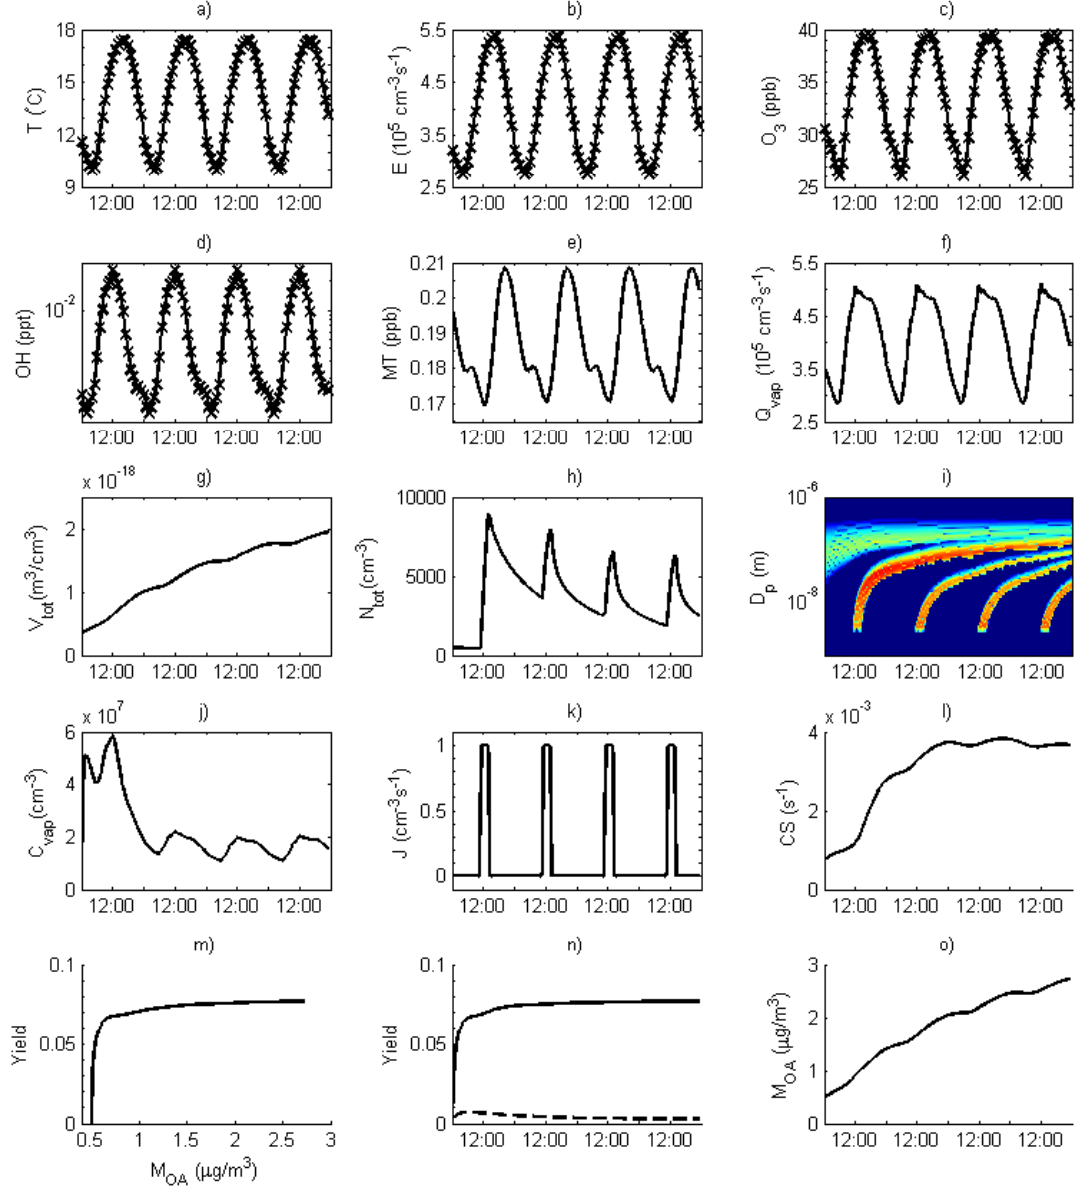 a)
18
15
12
9
T (°C)
12:00 12:00 12:00 12:00
b)
5.5
4.5
3.5
2.5
E (10^5 cm^-3s^-1)
12:00 12:00 12:00 12:00
c)
40
35
30
25
O_3 (ppb)
12:00 12:00 12:00 12:00
d)
10^-2
OH (ppt)
12:00 12:00 12:00 12:00
e)
0.21
0.2
0.19
0.18
0.17
MT (ppb)
12:00 12:00 12:00 12:00
f)
5.5
4.5
3.5
2.5
Q_vap (10^5 cm^-3s^-1)
12:00 12:00 12:00 12:00
g)
x 10^-18
2
1
0
V_tot(m^3/cm^3)
12:00 12:00 12:00 12:00
h)
10000
5000
0
N_tot(cm^-3)
12:00 12:00 12:00 12:00
i)
10^-6
10^-8
D_p (m)
12:00 12:00 12:00 12:00
j)
x 10^7
6
4
2
0
C_vap(cm^-3)
12:00 12:00 12:00 12:00
k)
1
0.5
0
J (cm^-3s^-1)
12:00 12:00 12:00 12:00
l)
x 10^-3
4
2
0
CS (s^-1)
12:00 12:00 12:00 12:00
m)
0.1
0.05
0
Yield
0.5 1 1.5 2 2.5 3
M_OA (μg/m^3)
n)
0.1
0.05
0
Yield
12:00 12:00 12:00 12:00
o)
3
2
1
0
M_OA (μg/m^3)
12:00 12:00 12:00 12:00